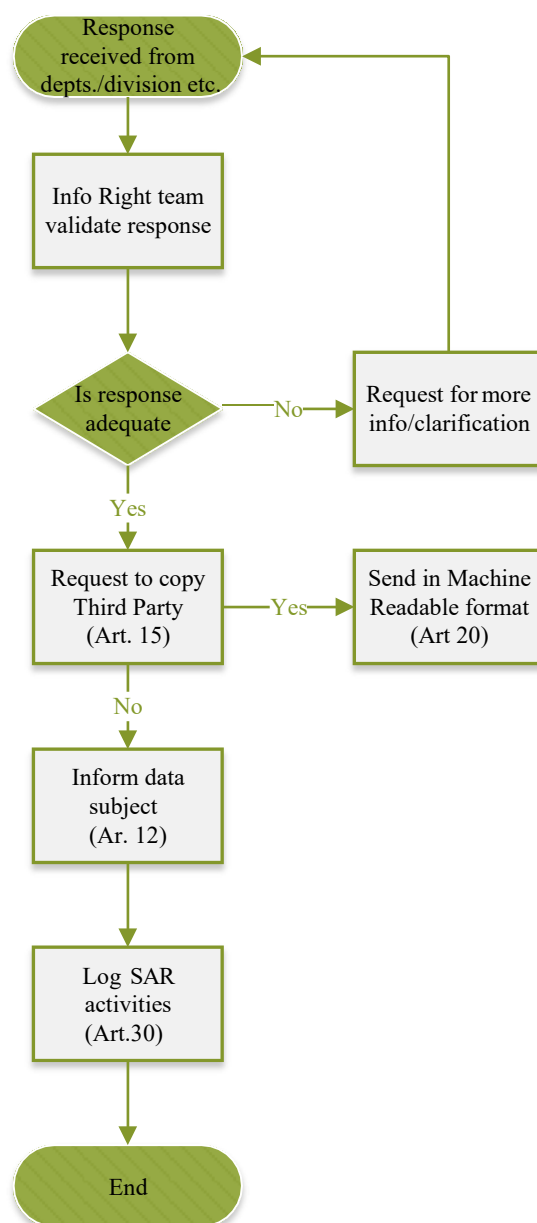 Response
received from
depts./division etc.
Info Right team
validate response
Is response
adequate
No
Request for more
info/clarification
Yes
Request to copy
Third Party
(Art. 15)
Yes
Send in Machine
Readable format
(Art 20)
No
Inform data
subject
(Ar. 12)
Log SAR
activities
(Art.30)
End